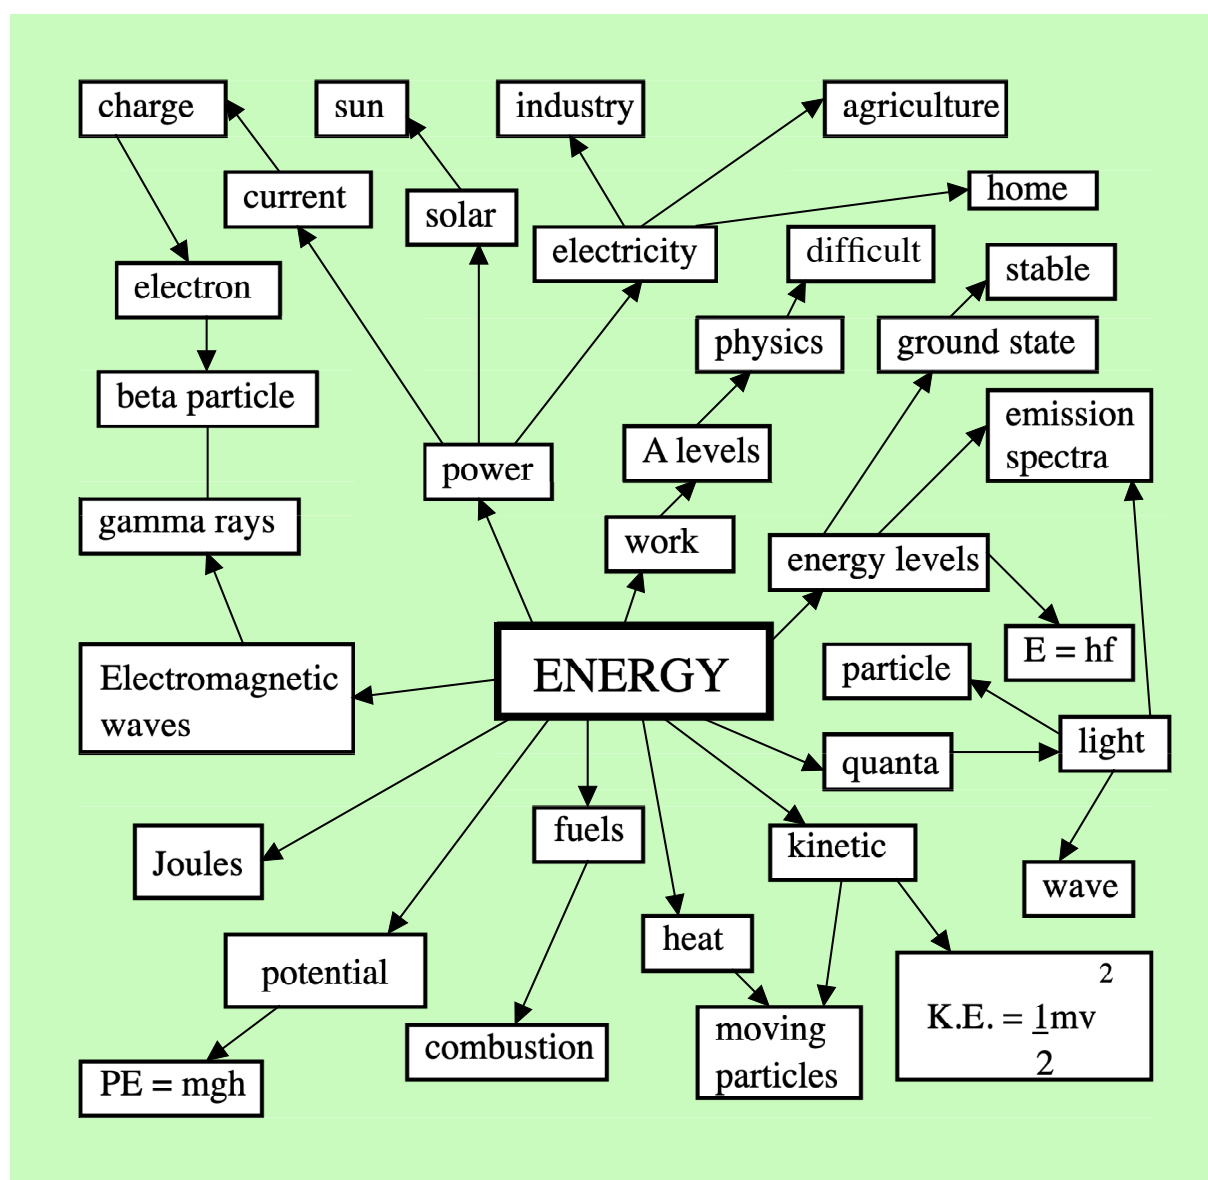 charge
sun
industry
agriculture
current
solar
home
electricity
difficult
stable
electron
physics
ground state
beta particle
emission
spectra
A levels
power
gamma rays
work
energy levels
E = hf
ENERGY
particle
Electromagnetic
waves
light
quanta
fuels
kinetic
Joules
wave
heat
potential
2
K.E. = 1mv
2
moving
particles
combustion
PE = mgh